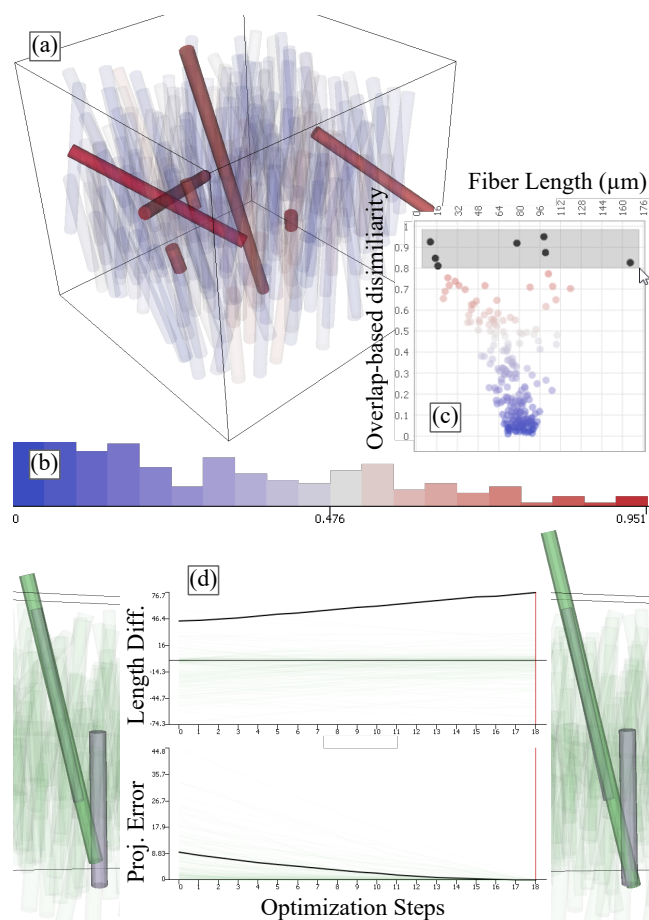 (a)
Fiber Length (µm)
0 16 32 48 64 80 96 112 128 144 160 176
Overlap-based disimiliarity
1
0.9
0.8
0.7
0.6
0.5
0.4
0.3
0.2
0.1
0
(c)
(b)
0 0.476 0.951
(d)
Length Diff.
76.7
46.4
16
-14.3
-44.7
-74.3
0 1 2 3 4 5 6 7 8 9 10 11 12 13 14 15 16 17 18
Proj. Error
44.8
35.7
26.7
17.9
8.83
0
0 1 2 3 4 5 6 7 8 9 10 11 12 13 14 15 16 17 18
Optimization Steps